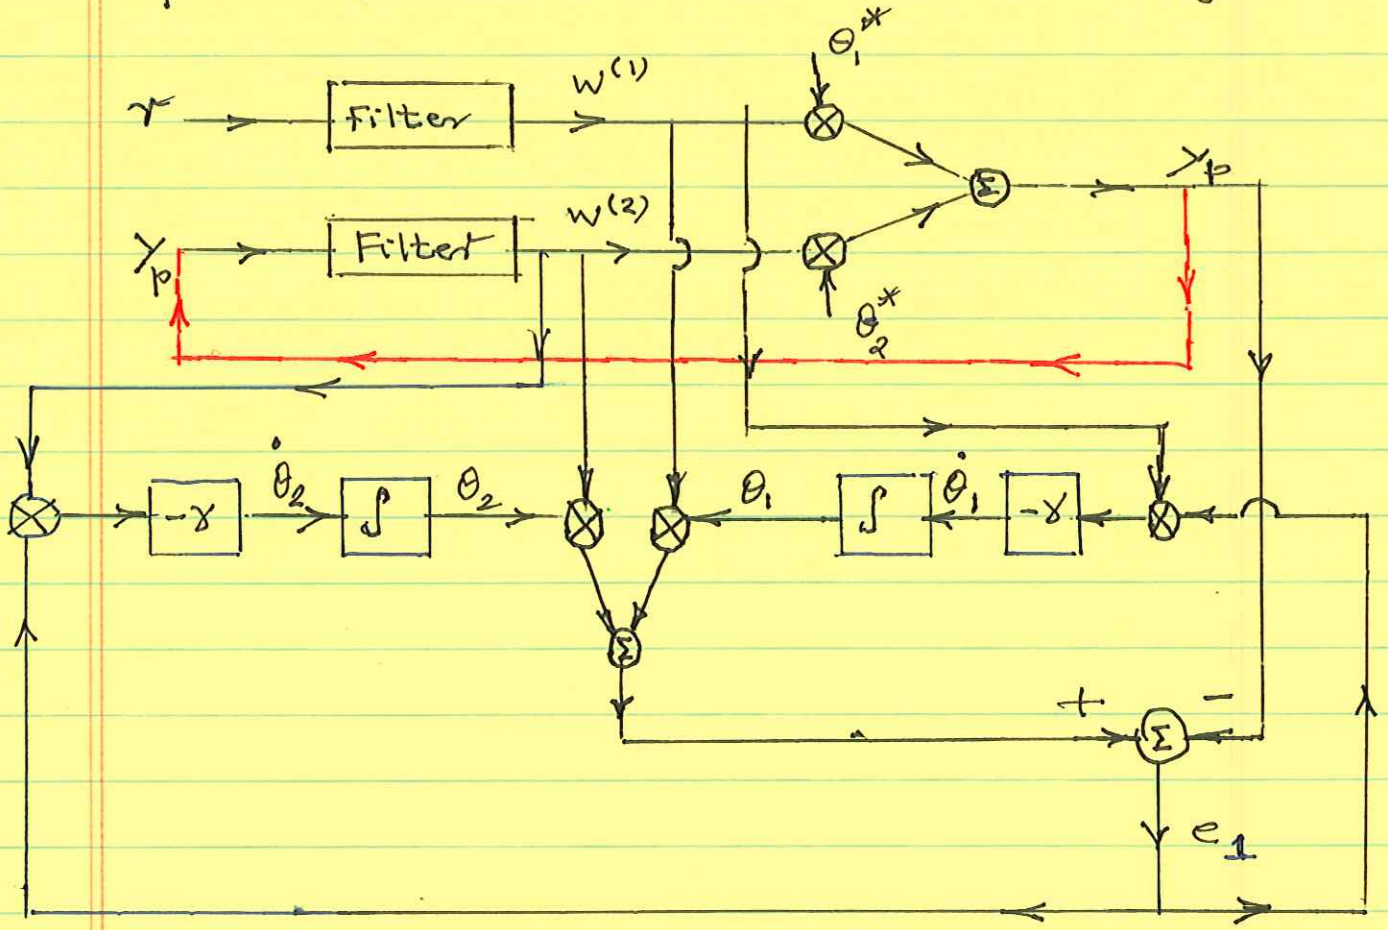 θ₁*
r Filter w⁽¹⁾
Σ yₚ
yₚ Filter w⁽²⁾
θ₂*
-γ θ̇₂ ∫ θ₂ θ₁ ∫ θ̇₁ -γ
Σ
+ Σ -
e₁